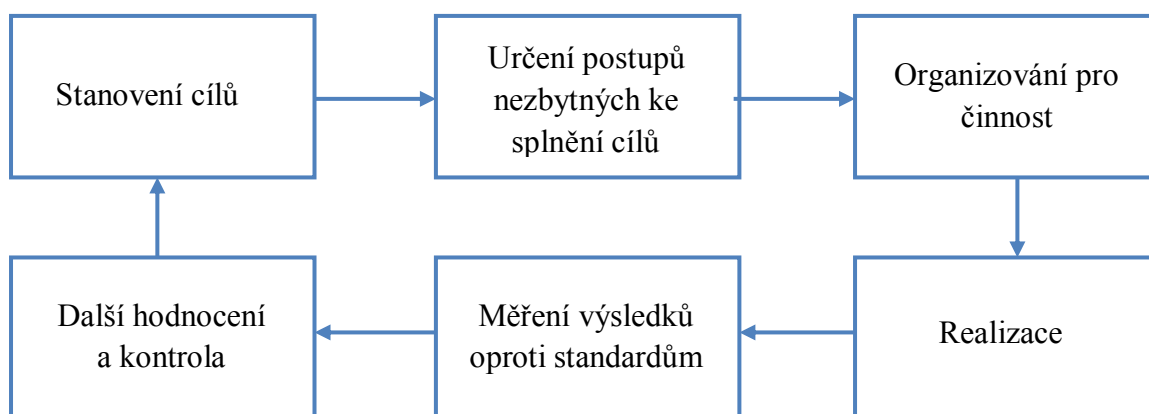 Stanovení cílů
Určení postupů
nezbytných ke
splnění cílů
Organizování pro
činnost
Další hodnocení
a kontrola
Měření výsledků
oproti standardům
Realizace